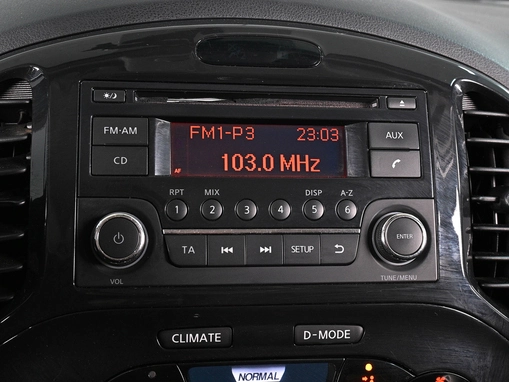 FM1-P3 23:03
FM·AM AUX
AF 103.0 MHz
CD
RPT MIX DISP A-Z
1 2 3 4 5 6
TA SETUP ENTER
VOL TUNE/MENU
CLIMATE D-MODE
NORMAL